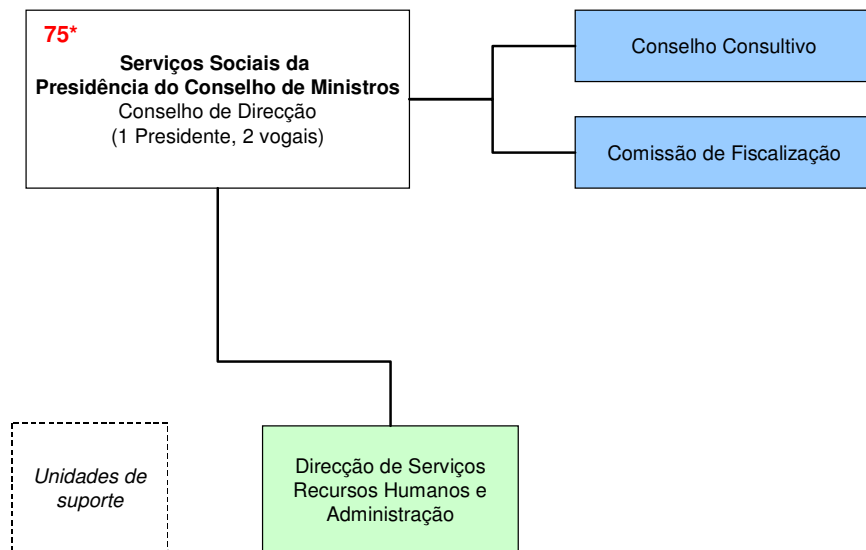 75*
Serviços Sociais da
Presidência do Conselho de Ministros
Conselho de Direcção
(1 Presidente, 2 vogais)
Conselho Consultivo
Comissão de Fiscalização
Unidades de
suporte
Direcção de Serviços
Recursos Humanos e
Administração